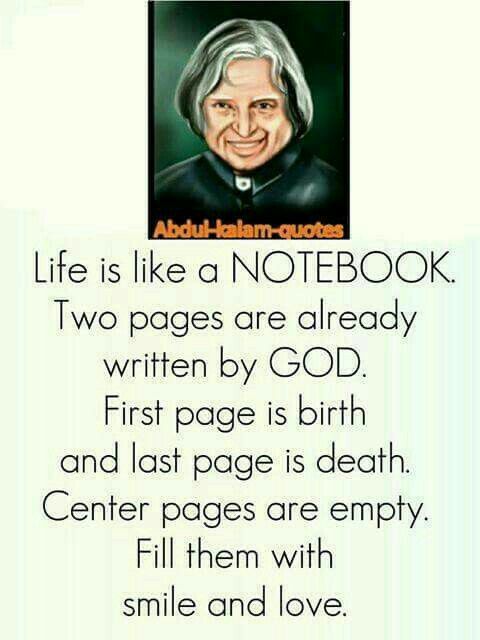 Abdul-kalam-quotes
Life is like a NOTEBOOK.
Two pages are already
written by GOD.
First page is birth
and last page is death.
Center pages are empty.
Fill them with
smile and love.